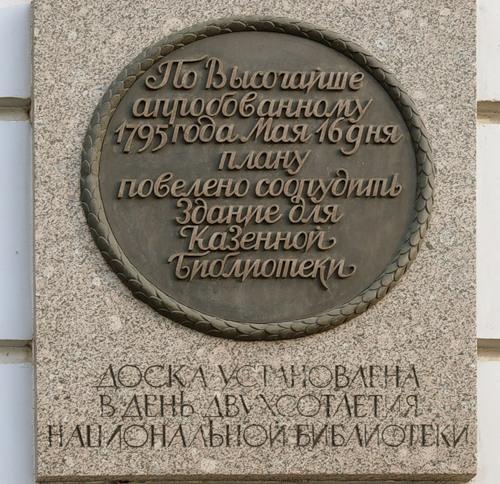 По Высочайше
апробованному
1795 года Мая 16 дня
плану
повелено соорудить
Здание для
Казенной
Библиотеки
ДОСКА УСТАНОВЛЕНА
В ДЕНЬ ДВУХСОТЛЕТИЯ
НАЦИОНАЛЬНОЙ БИБЛИОТЕКИ